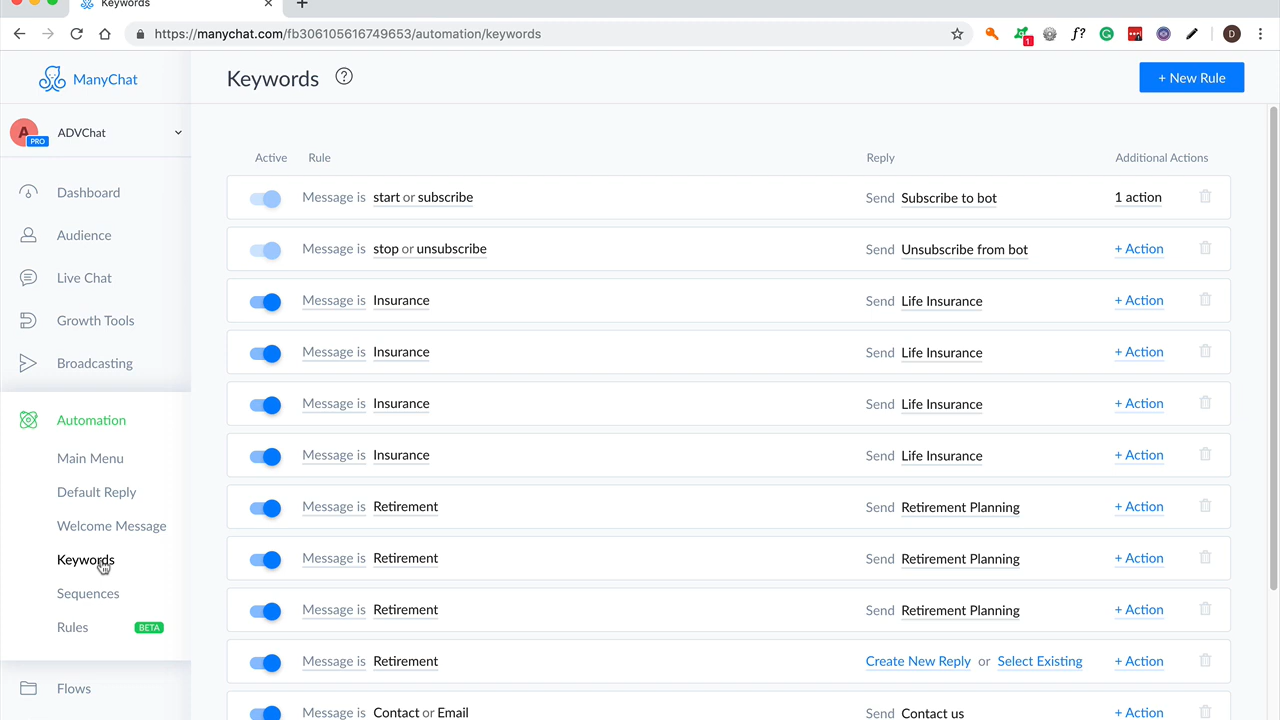 Keywords
https://manychat.com/fb306105616749653/automation/keywords
1
f?
D
ManyChat
Keywords
+ New Rule
A
PRO
ADVChat
Dashboard
Audience
Live Chat
Growth Tools
Broadcasting
Automation
Main Menu
Default Reply
Welcome Message
Keywords
Sequences
Rules BETA
Flows
Active Rule Reply Additional Actions
Message is start or subscribe Send Subscribe to bot 1 action
Message is stop or unsubscribe Send Unsubscribe from bot + Action
Message is Insurance Send Life Insurance + Action
Message is Insurance Send Life Insurance + Action
Message is Insurance Send Life Insurance + Action
Message is Insurance Send Life Insurance + Action
Message is Retirement Send Retirement Planning + Action
Message is Retirement Send Retirement Planning + Action
Message is Retirement Send Retirement Planning + Action
Message is Retirement Create New Reply or Select Existing + Action
Message is Contact or Email Send Contact us + Action